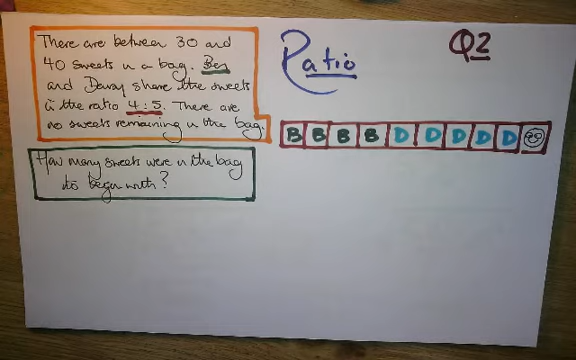 Ratio
Q2
There are between 30 and
40 sweets in a bag. Ben
and Daisy share the sweets
in the ratio 4:5. There are
no sweets remaining in the bag.
B B B B D D D D D
How many sweets were in the bag
to begin with?